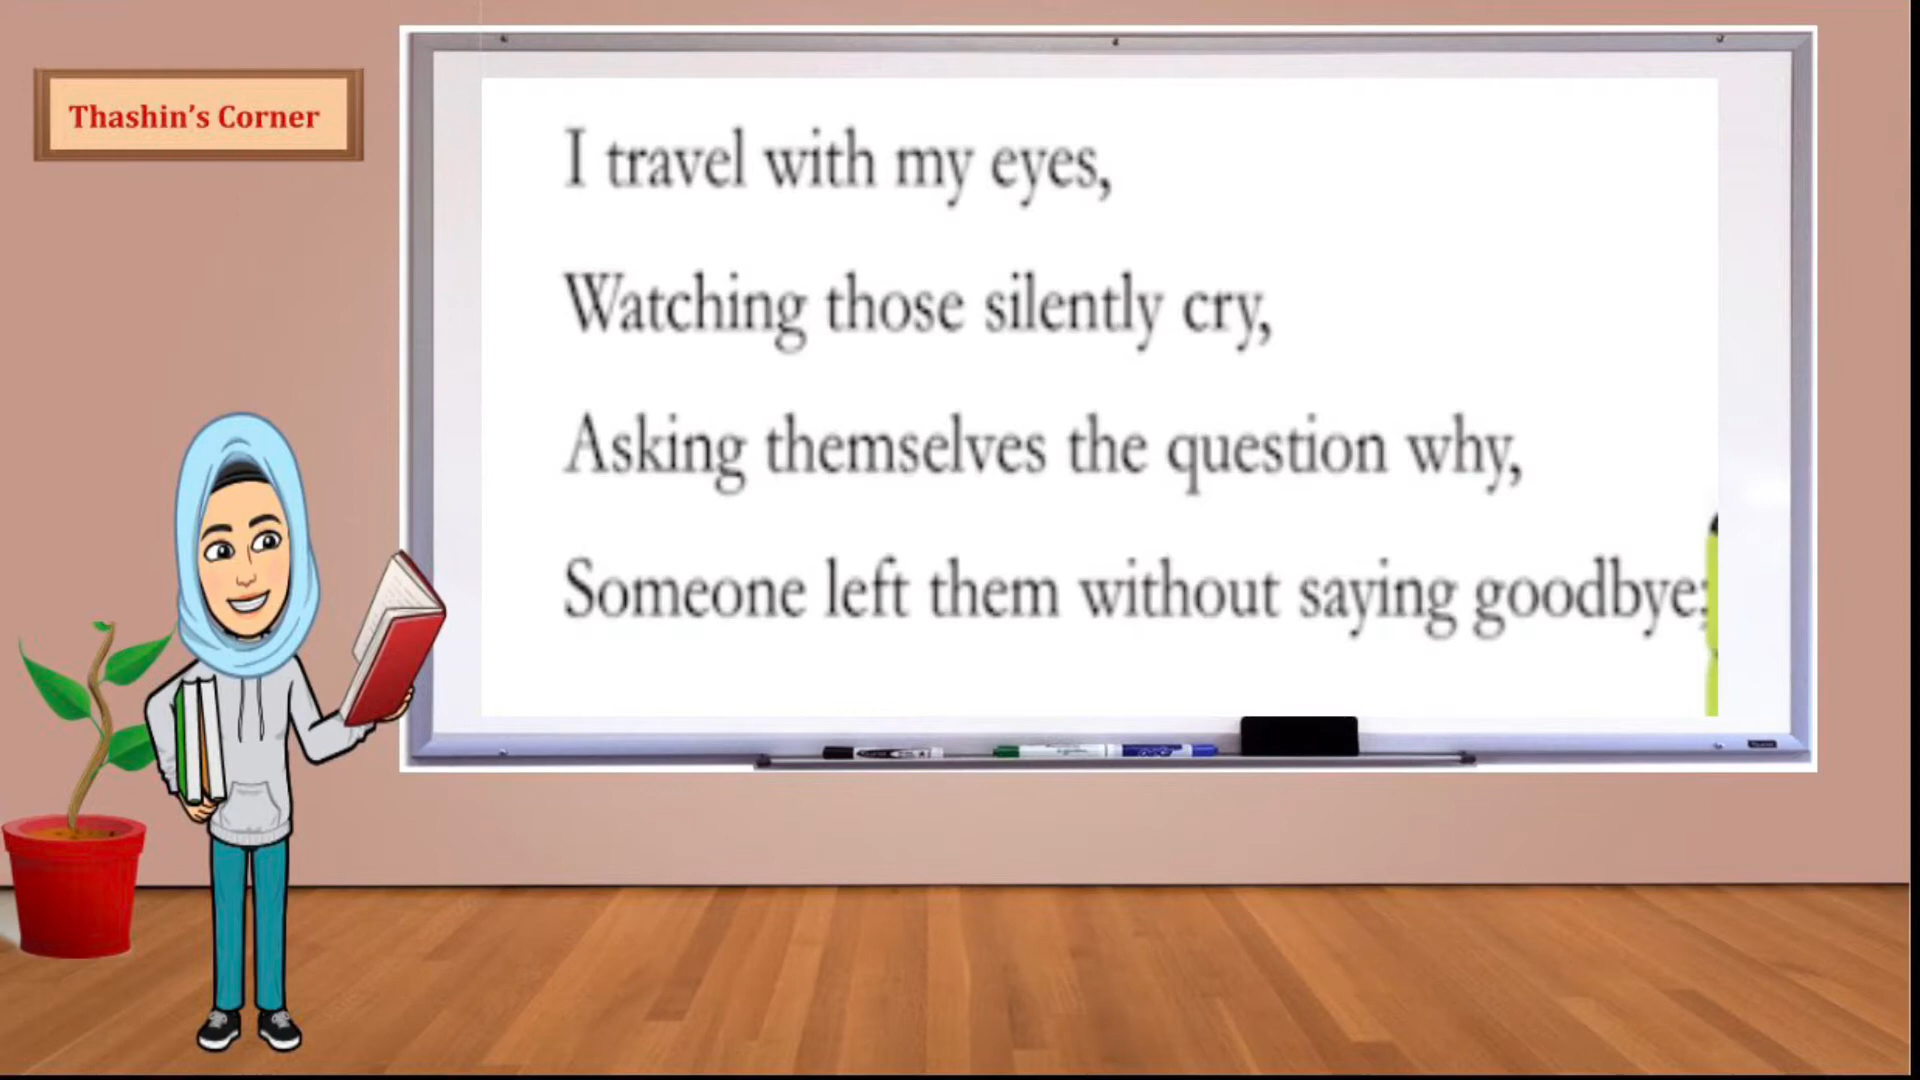 Thashin's Corner
I travel with my eyes,
Watching those silently cry,
Asking themselves the question why,
Someone left them without saying goodbye;